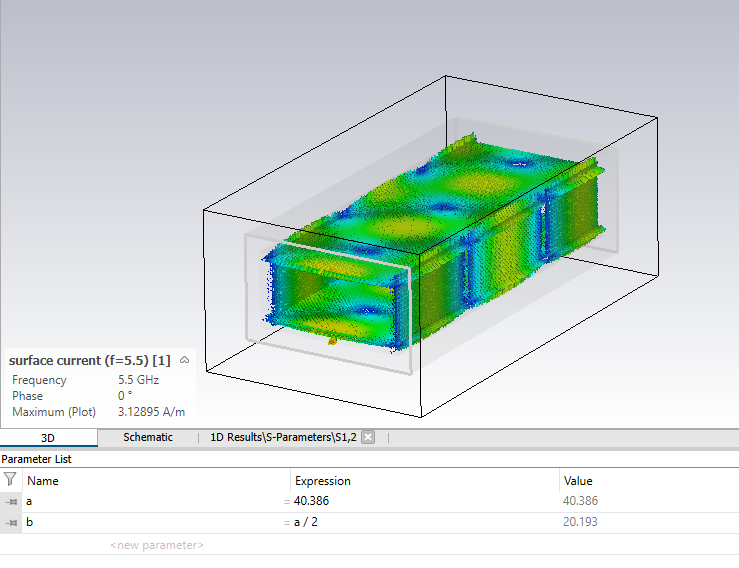 surface current (f=5.5) [1]
Frequency 5.5 GHz
Phase 0 °
Maximum (Plot) 3.12895 A/m
3D Schematic 1D Results\S-Parameters\S1,2
Parameter List
Name Expression Value
a = 40.386 40.386
b = a / 2 20.193
<new parameter>